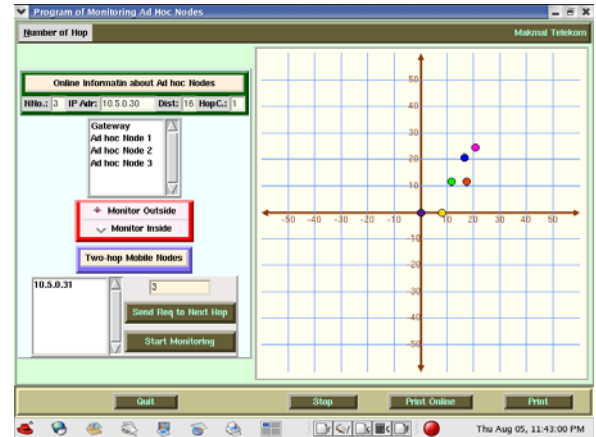 Program of Monitoring Ad Hoc Nodes
Number of Hop
Makmal Telekom
Online Informatin about Ad hoc Nodes
NNo.: 3 IP Adr: 10.5.0.30 Dist: 16 HopC.: 1
Gateway
Ad hoc Node 1
Ad hoc Node 2
Ad hoc Node 3
Monitor Outside
Monitor Inside
Two-hop Mobile Nodes
10.5.0.31
3
Send Req to Next Hop
Start Monitoring
50
40
30
20
10
-50 -40 -30 -20 -10 10 20 30 40 50
-10
-20
-30
-40
-50
Quit
Stop
Print Online
Print
Thu Aug 05, 11:43:00 PM